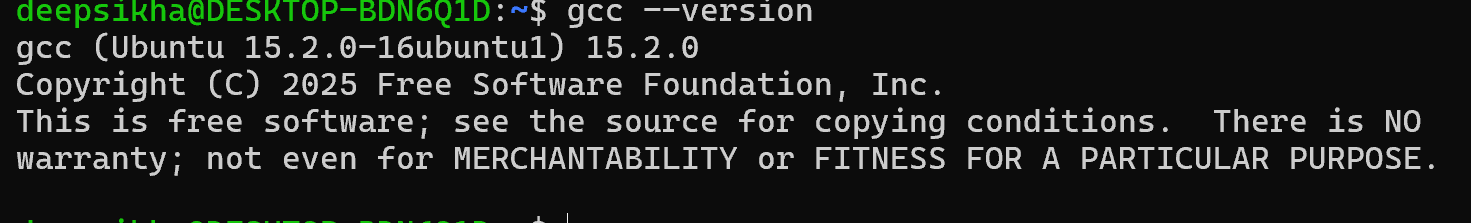 deepsikha@DESKTOP-BDN6Q1D:~$ gcc --version
gcc (Ubuntu 15.2.0-16ubuntu1) 15.2.0
Copyright (C) 2025 Free Software Foundation, Inc.
This is free software; see the source for copying conditions.  There is NO
warranty; not even for MERCHANTABILITY or FITNESS FOR A PARTICULAR PURPOSE.